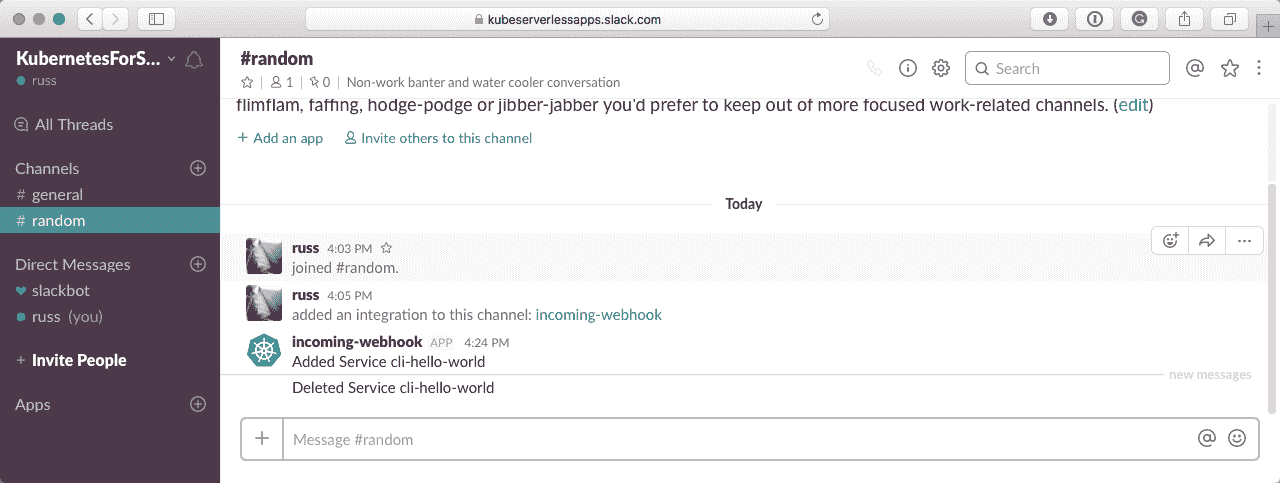 kubeserverlessapps.slack.com
KubernetesForS...
russ
All Threads
Channels
# general
# random
Direct Messages
slackbot
russ (you)
+ Invite People
Apps
#random
1 | 0 | Non-work banter and water cooler conversation
Search
flimflam, faffing, hodge-podge or jibber-jabber you'd prefer to keep out of more focused work-related channels. (edit)
+ Add an app Invite others to this channel
Today
russ 4:03 PM
joined #random.
russ 4:05 PM
added an integration to this channel: incoming-webhook
incoming-webhook APP 4:24 PM
Added Service cli-hello-world
new messages
Deleted Service cli-hello-world
Message #random